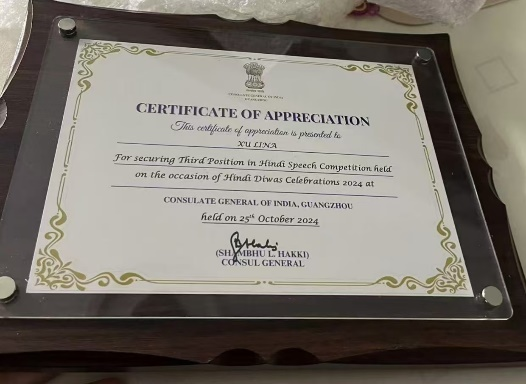 CERTIFICATE OF APPRECIATION
This certificate of appreciation is presented to
XU LINA
For securing Third Position in Hindi Speech Competition held
on the occasion of Hindi Diwas Celebrations 2024 at
CONSULATE GENERAL OF INDIA, GUANGZHOU
held on 25th October 2024
(SHAMBHU L. HAKKI)
CONSUL GENERAL